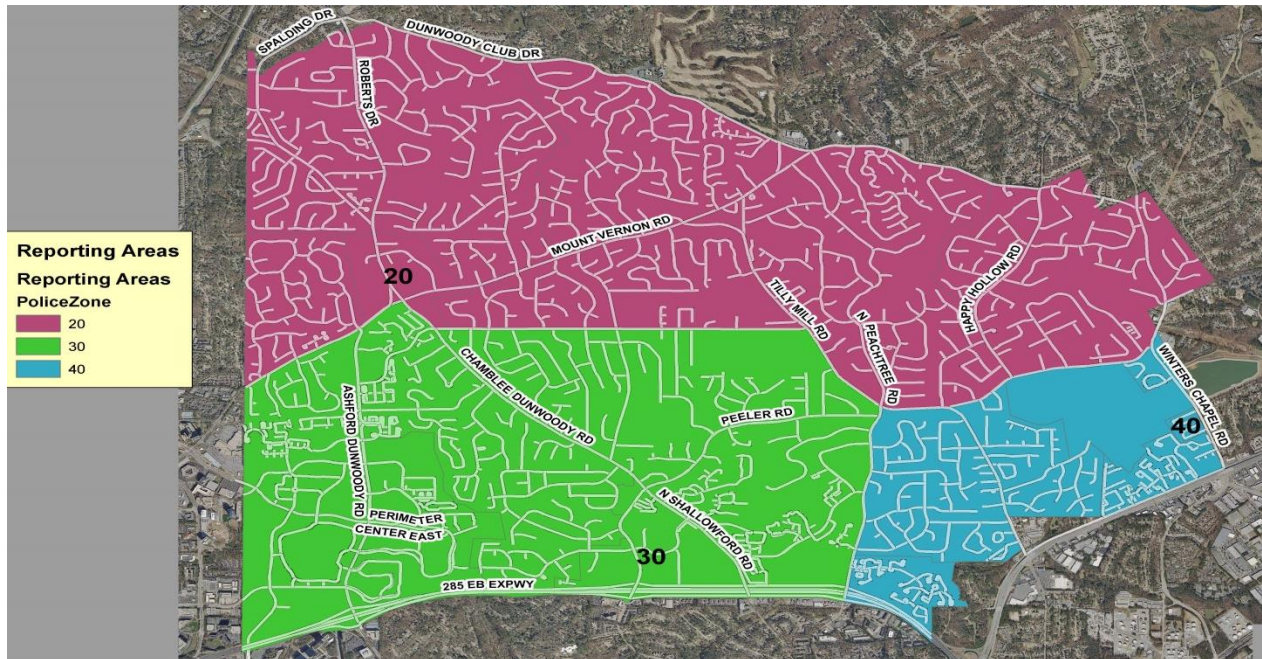 SPALDING DR
DUNWOODY CLUB DR
ROBERTS DR
MOUNT VERNON RD
20
TILLY MILL RD
N PEACHTREE RD
HAPPY HOLLOW RD
Reporting Areas
Reporting Areas
PoliceZone
20
30
40
CHAMBLEE DUNWOODY RD
ASHFORD DUNWOODY RD
PEELER RD
WINTERS CHAPEL RD
40
PERIMETER
CENTER EAST
N SHALLOWFORD RD
30
285 EB EXPWY